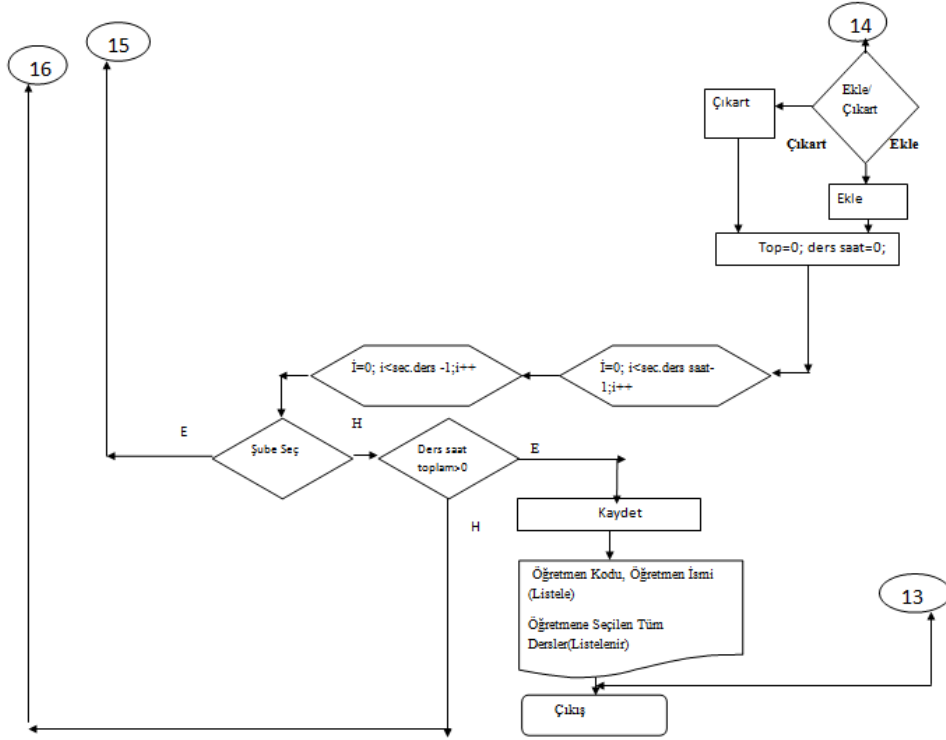 14
15
16
Ekle/
Çıkart
Çıkart
Çıkart
Ekle
Ekle
Top=0; ders saat=0;
İ=0; i<sec.ders -1;i++
İ=0; i<sec.ders saat-
1;i++
E
Şube Seç
H
Ders saat
toplam>0
E
H
Kaydet
Öğretmen Kodu, Öğretmen İsmi
(Listele)
Öğretmene Seçilen Tüm
Dersler(Listelenir)
13
Çıkış